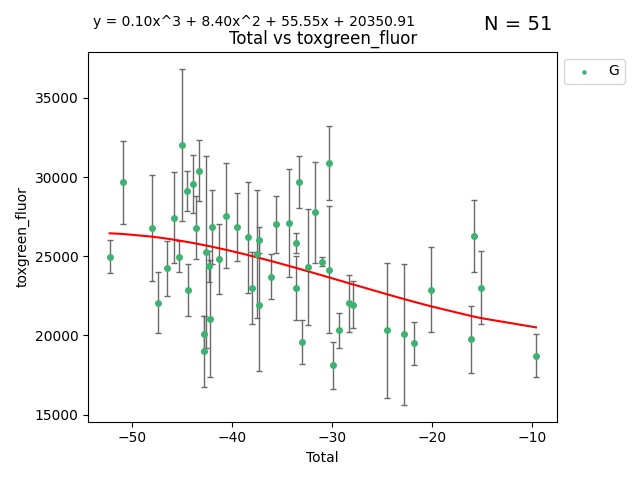 y = 0.10x^3 + 8.40x^2 + 55.55x + 20350.91
N = 51
Total vs toxgreen_fluor
G
toxgreen_fluor
35000
30000
25000
20000
15000
−50
−40
−30
−20
−10
Total